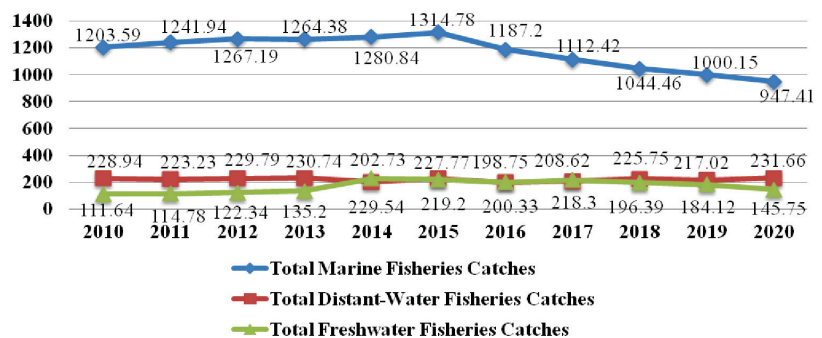 1400 1203.59 1241.94 1264.38 1314.78 1187.2
1200 1267.19 1280.84 1112.42 1000.15
1000 1044.46 947.41
800
600
400 228.94 223.23 229.79 230.74 202.73 227.77 198.75 208.62 225.75 217.02 231.66
200
0 111.64 114.78 122.34 135.2 229.54 219.2 200.33 218.3 196.39 184.12 145.75
2010 2011 2012 2013 2014 2015 2016 2017 2018 2019 2020
Total Marine Fisheries Catches
Total Distant-Water Fisheries Catches
Total Freshwater Fisheries Catches